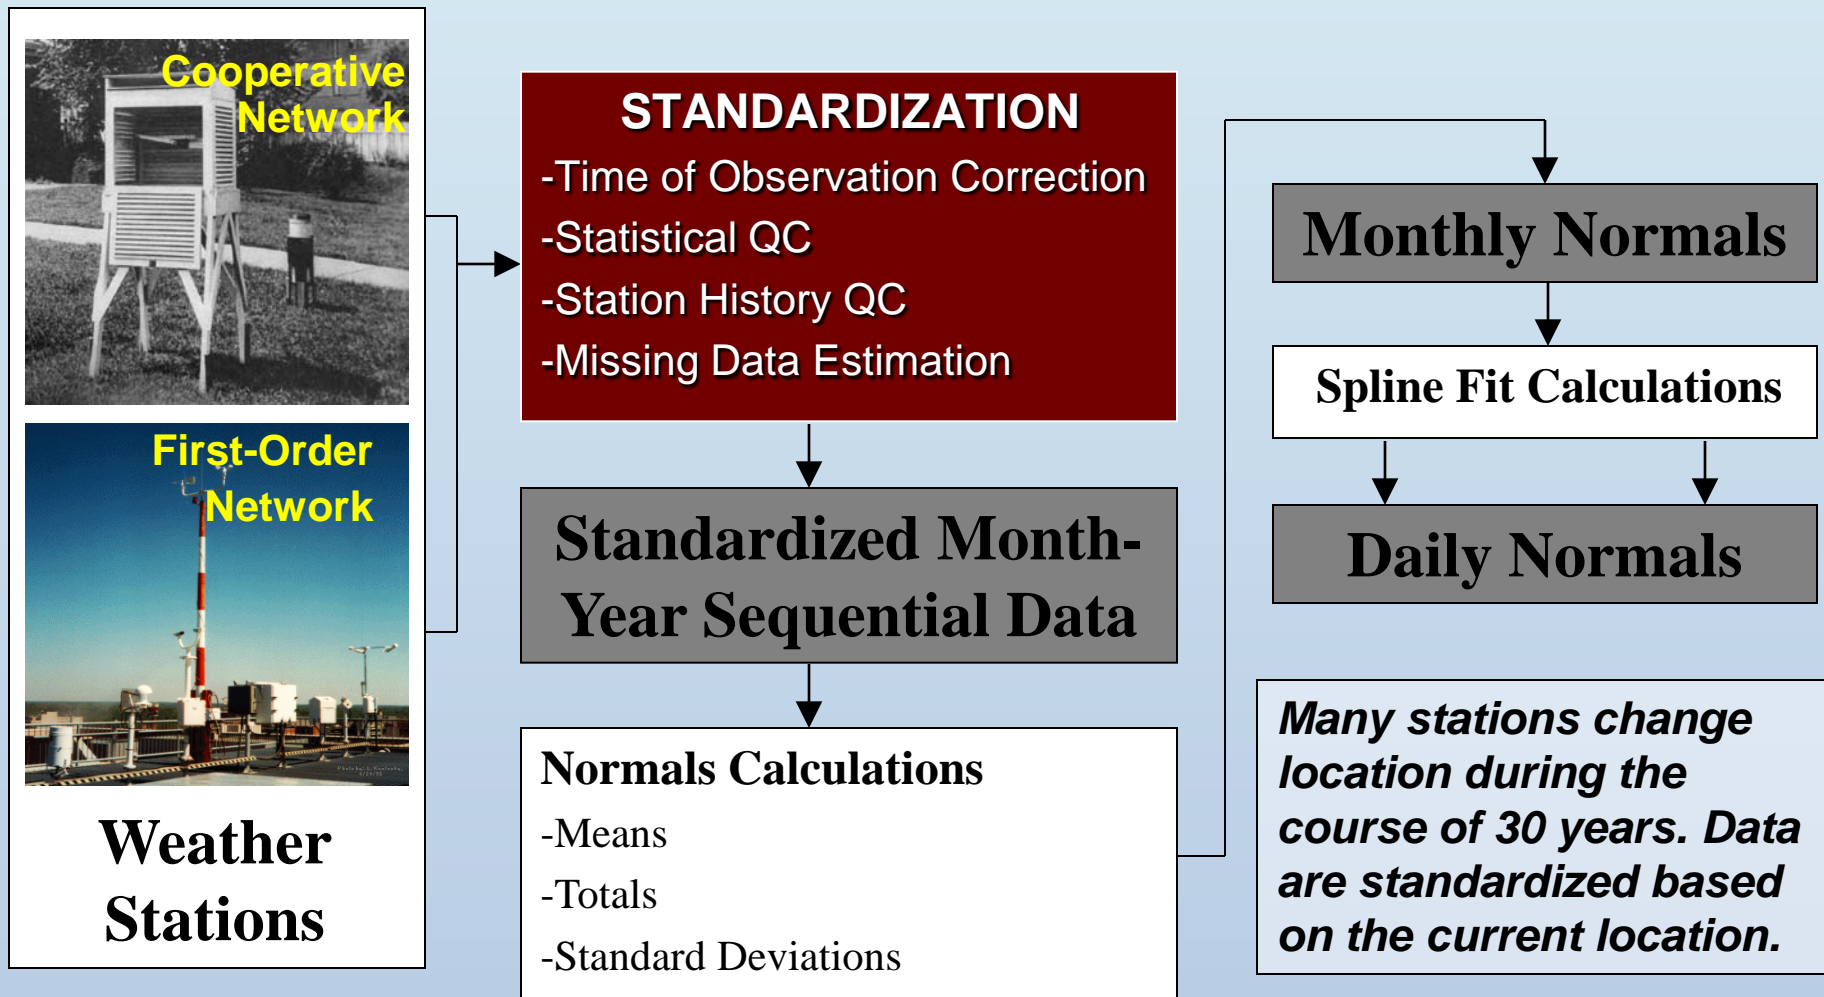 Cooperative
Network
First-Order
Network
Weather
Stations
STANDARDIZATION
-Time of Observation Correction
-Statistical QC
-Station History QC
-Missing Data Estimation
Standardized Month-
Year Sequential Data
Normals Calculations
-Means
-Totals
-Standard Deviations
Monthly Normals
Spline Fit Calculations
Daily Normals
Many stations change
location during the
course of 30 years. Data
are standardized based
on the current location.